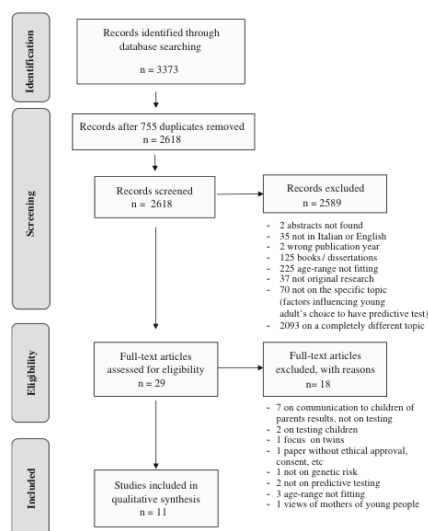 Identification
Records identified through
database searching
n = 3373
Screening
Records after 755 duplicates removed
n = 2618
Records screened
n = 2618
Records excluded
n = 2589
- 2 abstracts not found
- 35 not in Italian or English
- 2 wrong publication year
- 125 books / dissertations
- 225 age-range not fitting
- 37 not original research
- 70 not on the specific topic
(factors influencing young
adult's choice to have predictive test)
- 2093 on a completely different topic
Eligibility
Full-text articles
assessed for eligibility
n = 29
Full-text articles
excluded, with reasons
n= 18
- 7 on communication to children of
parents results, not on testing
- 2 on testing children
- 1 focus on twins
- 1 paper without ethical approval,
consent, etc
- 1 not on genetic risk
- 2 not on predictive testing
- 3 age-range not fitting
- 1 views of mothers of young people
Included
Studies included in
qualitative synthesis
n = 11